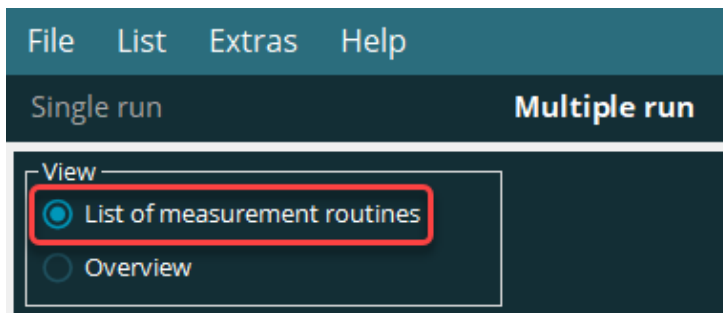 File List Extras Help
Single run Multiple run
View
List of measurement routines
Overview